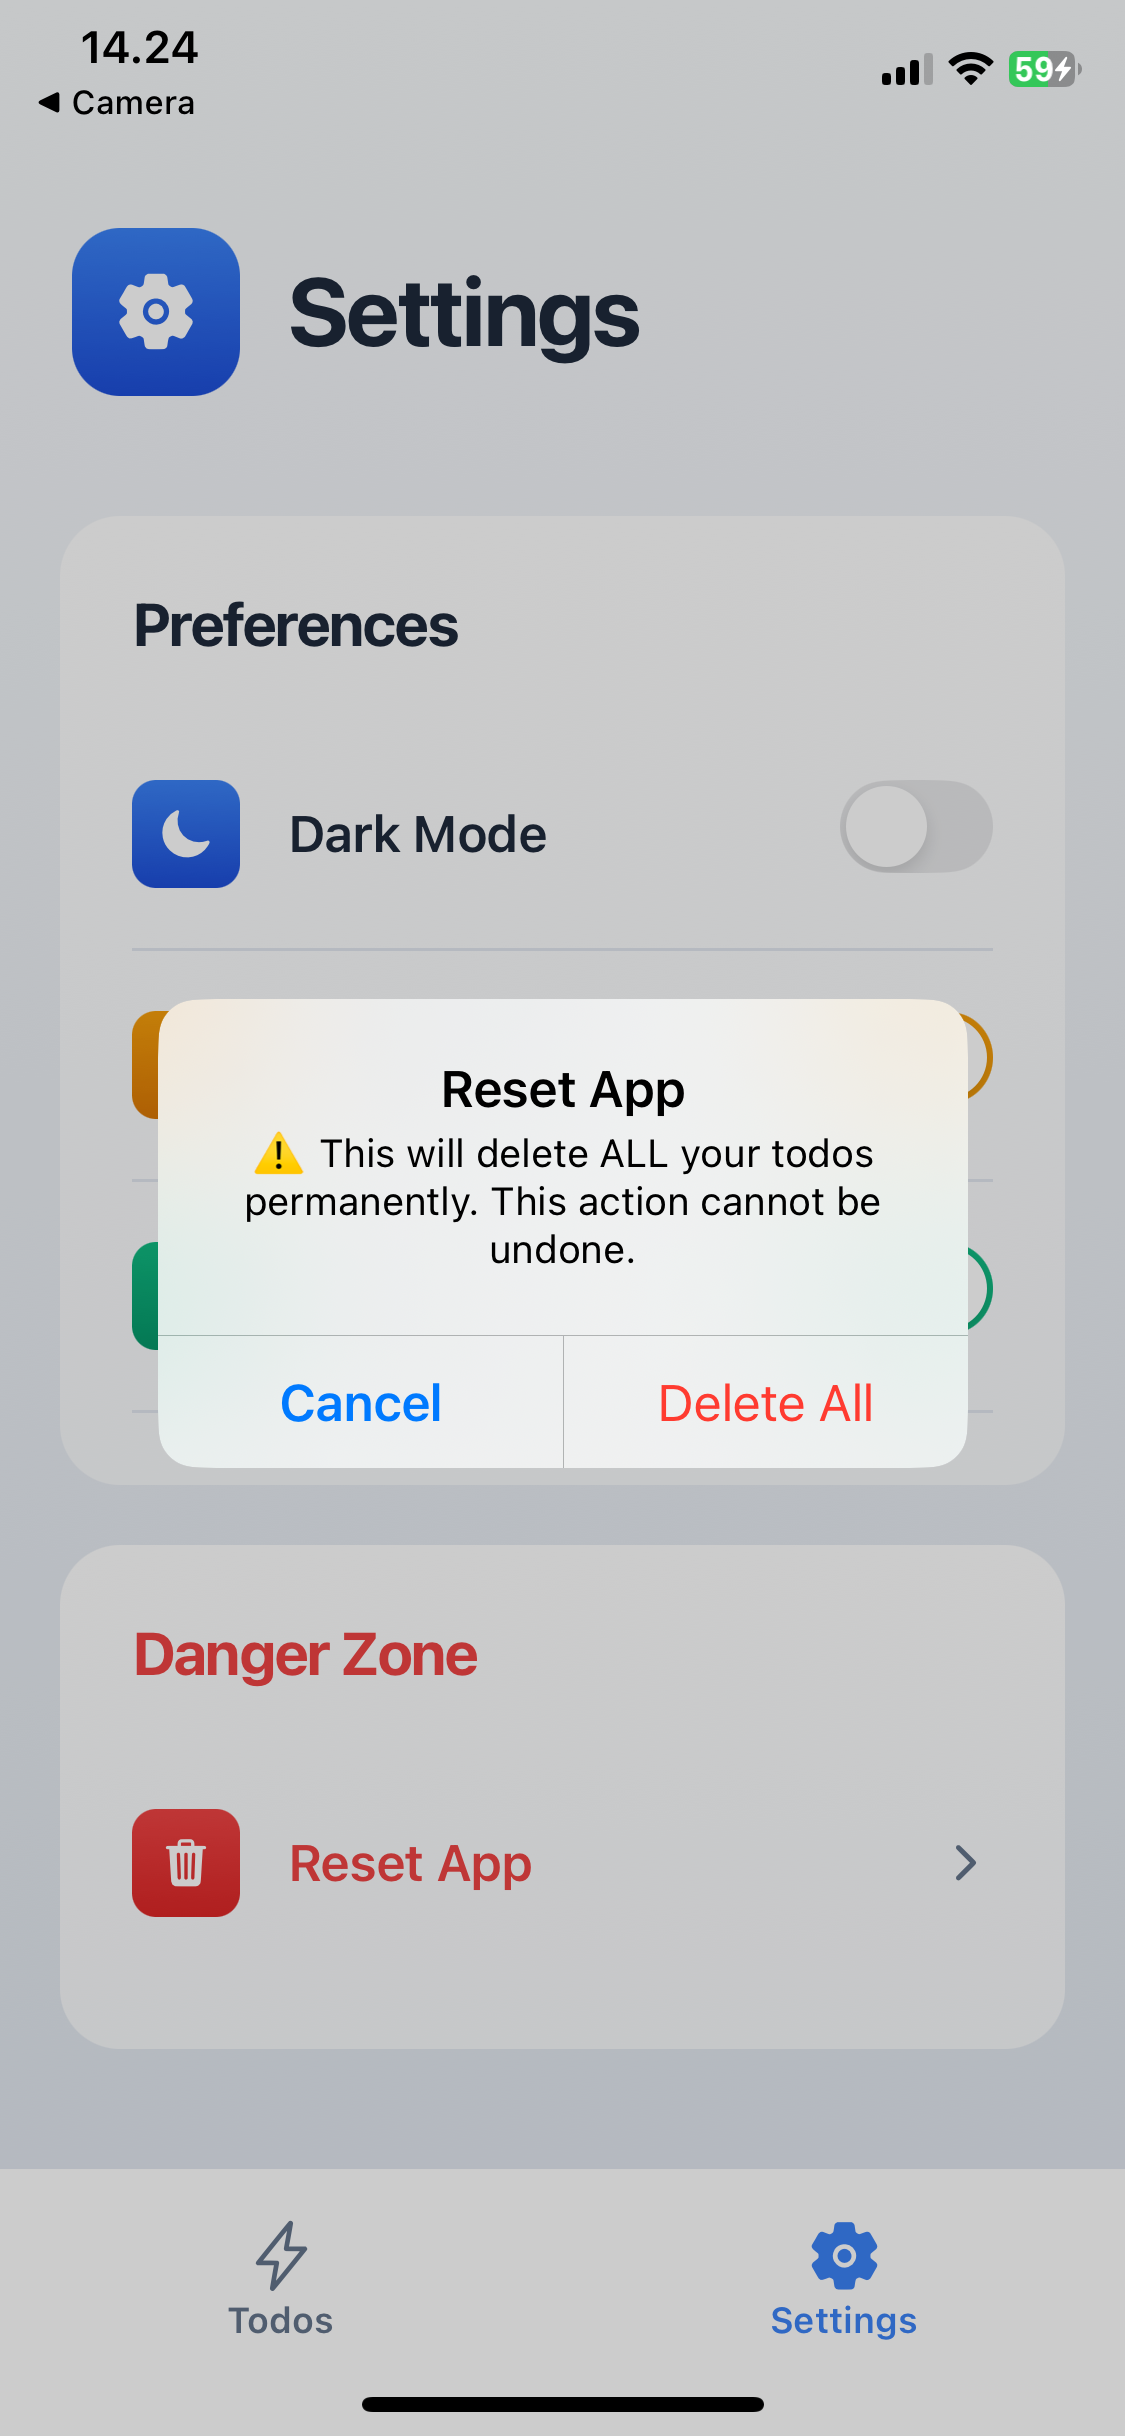 14.24
◀ Camera
59
Settings
Preferences
Dark Mode
Reset App
⚠️ This will delete ALL your todos
permanently. This action cannot be
undone.
Cancel
Delete All
Danger Zone
Reset App
Todos
Settings